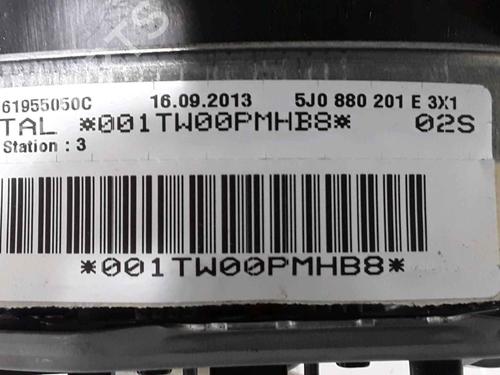 61955050C 16.09.2013 5J0 880 201 E 3X1
TAL *001TW00PMHB8* 02S
Station : 3
*001TW00PMHB8*